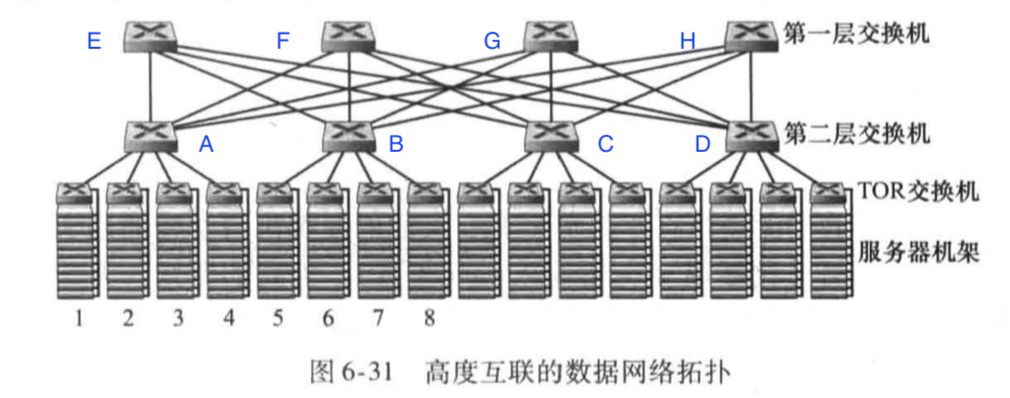 E F G H 第一层交换机
A B C D 第二层交换机
TOR交换机
服务器机架
1 2 3 4 5 6 7 8
图 6-31 高度互联的数据网络拓扑